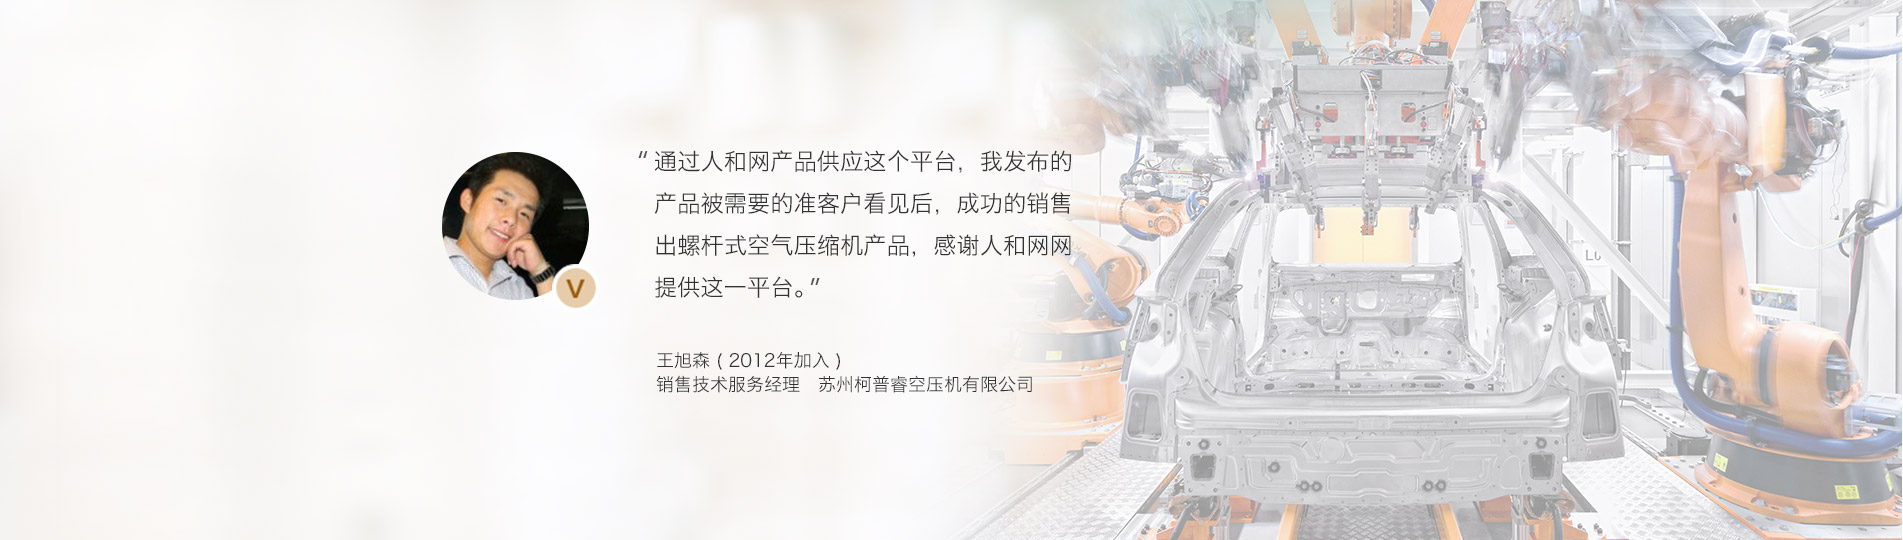 “通过人和网产品供应这个平台，我发布的
产品被需要的准客户看见后，成功的销售
出螺杆式空气压缩机产品，感谢人和网网
提供这一平台。”
V
王旭森（2012年加入）
销售技术服务经理　苏州柯普睿空压机有限公司